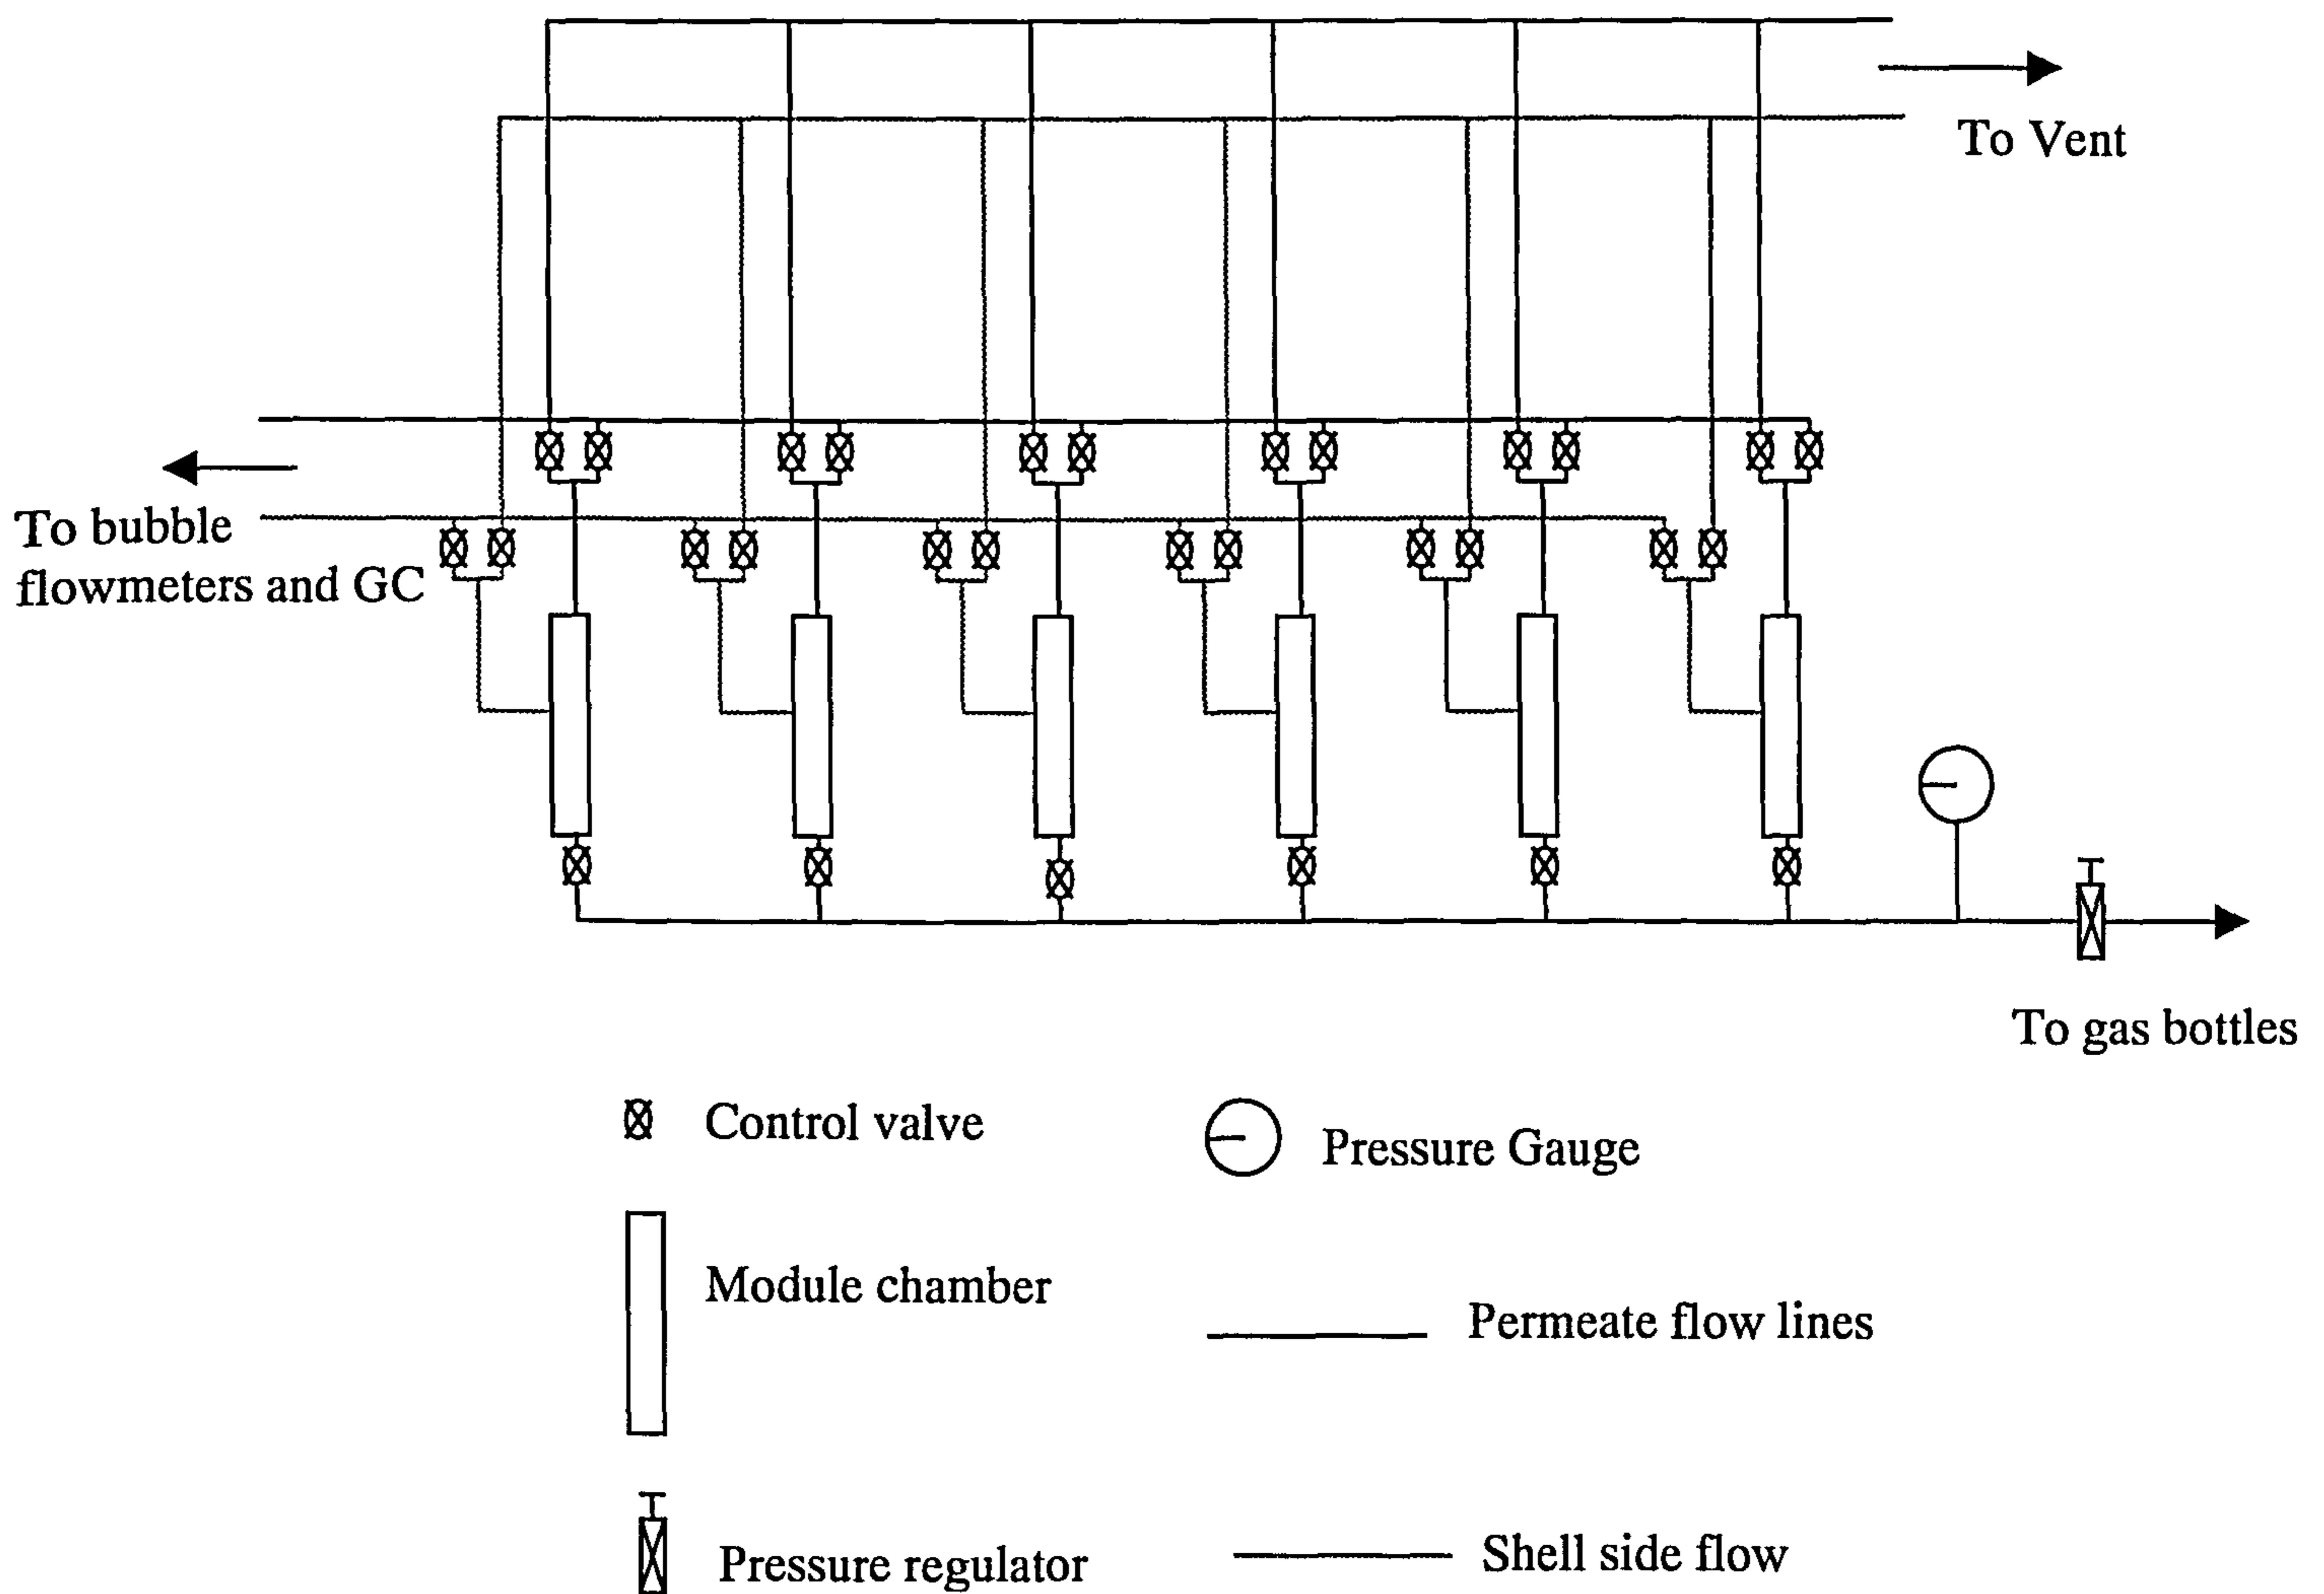 To Vent
To bubble
flowmeters and GC
To gas bottles
Control valve
Pressure Gauge
Module chamber
Permeate flow lines
Pressure regulator
Shell side flow